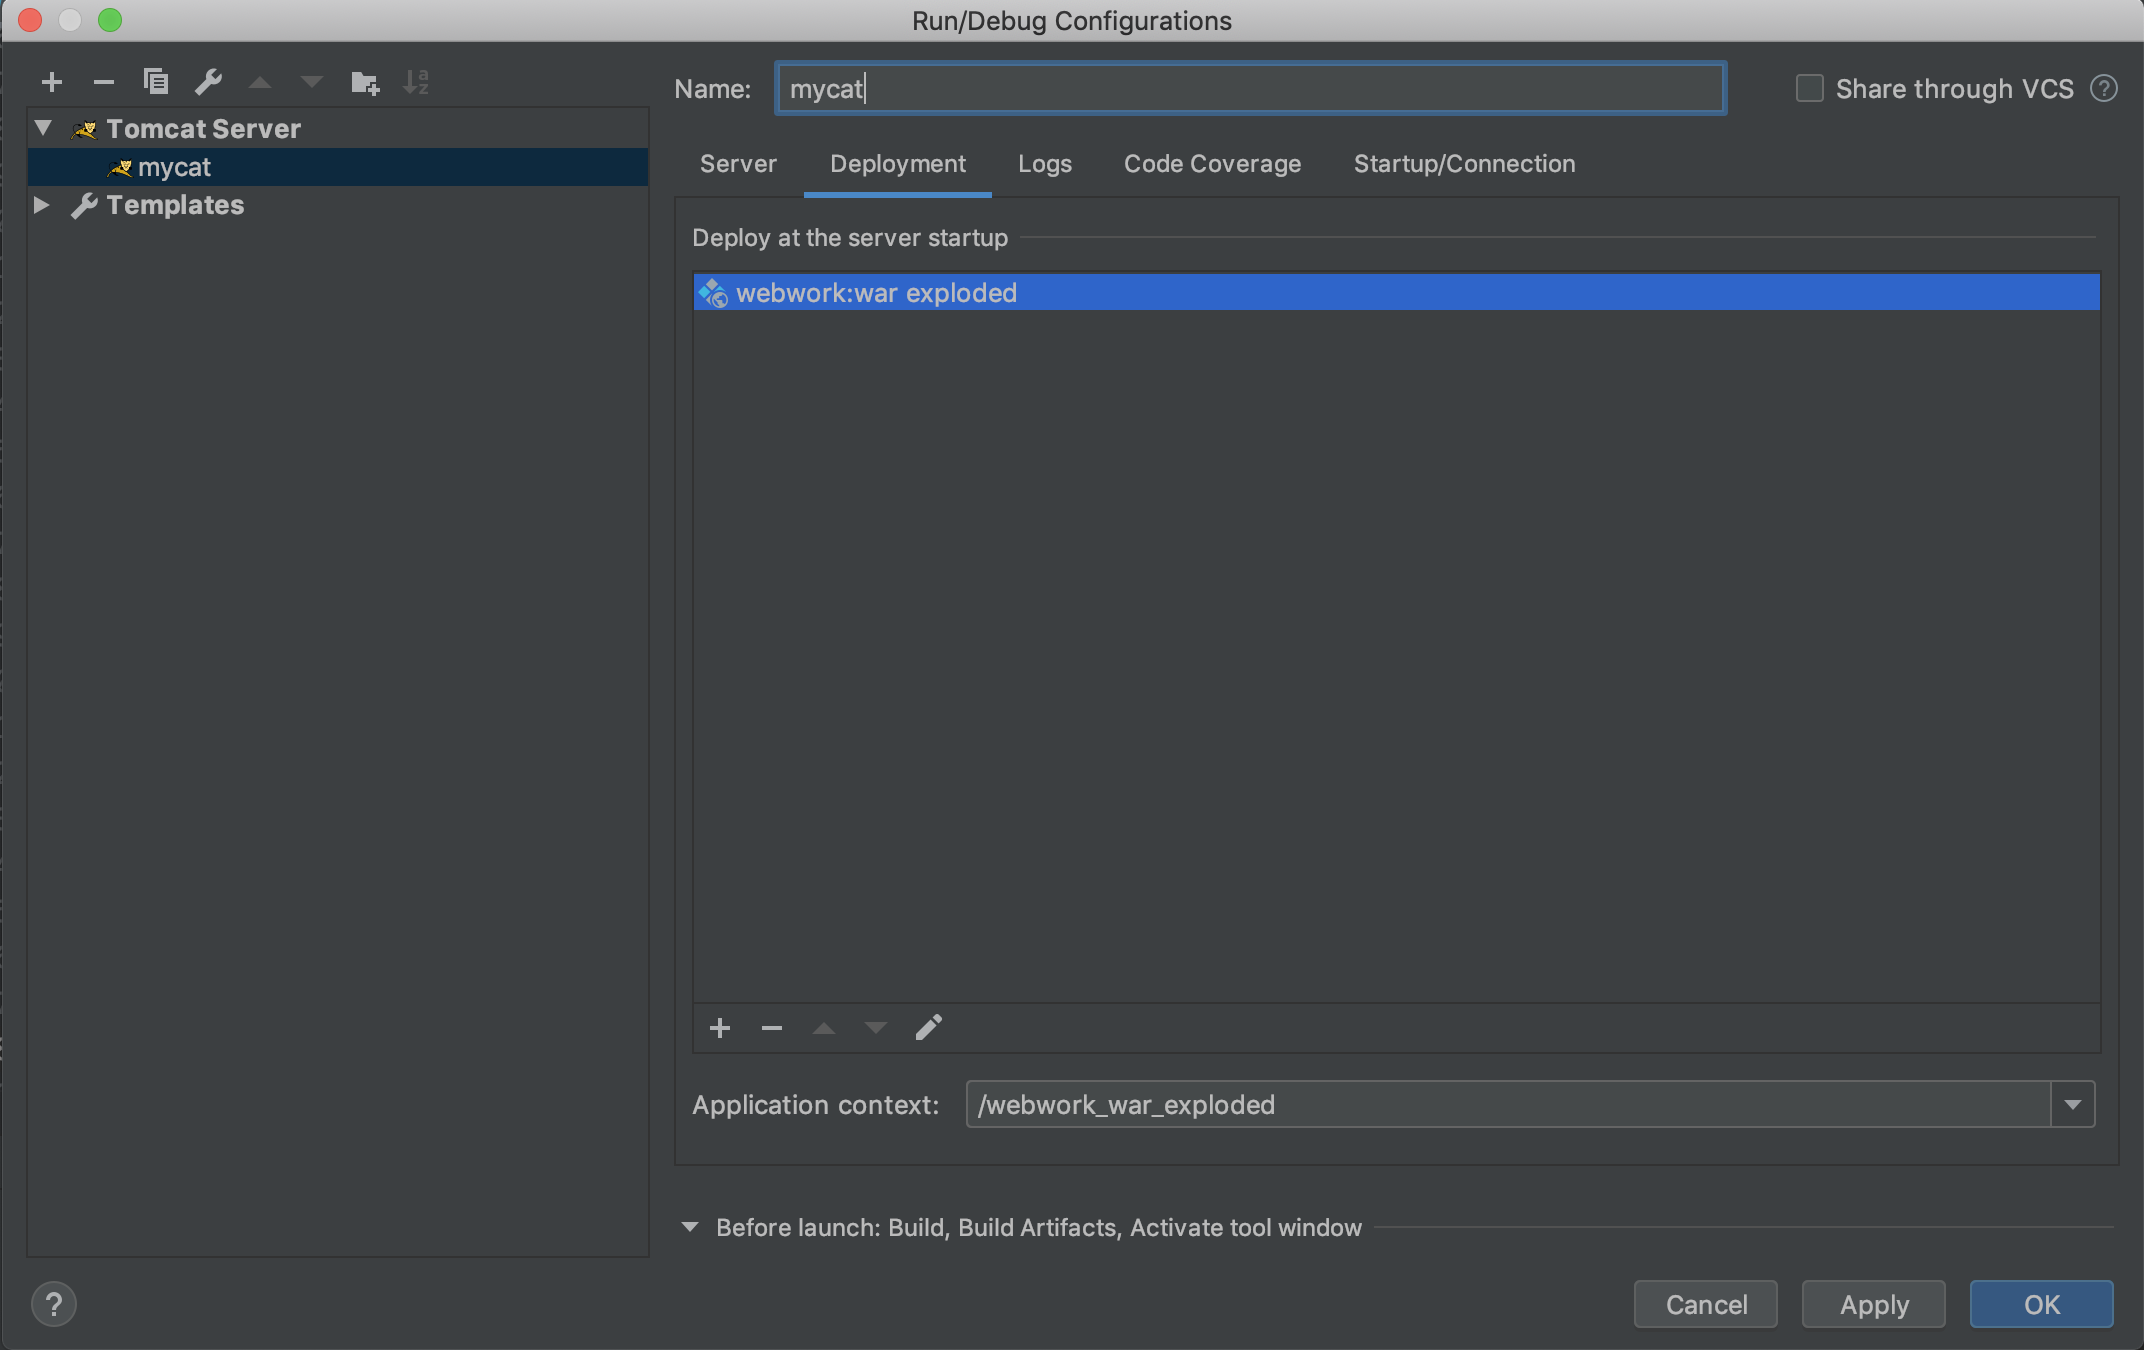 Run/Debug Configurations
Name: mycat
Share through VCS ?
Tomcat Server
mycat
Templates
Server Deployment Logs Code Coverage Startup/Connection
Deploy at the server startup
webwork:war exploded
Application context: /webwork_war_exploded
Before launch: Build, Build Artifacts, Activate tool window
? Cancel Apply OK